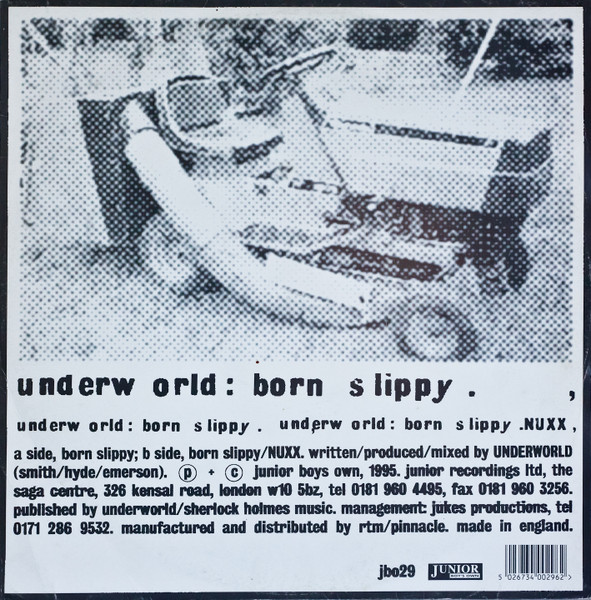 underw orld: born s lippy . ,
underw orld: born s lippy . underw orld: born s lippy .NUXX ,
a side, born slippy; b side, born slippy/NUXX. written/produced/mixed by UNDERWORLD
(smith/hyde/emerson). (p) + (c) junior boys own, 1995. junior recordings ltd, the
saga centre, 326 kensal road, london w10 5bz, tel 0181 960 4495, fax 0181 960 3256.
published by underworld/sherlock holmes music. management: jukes productions, tel
0171 286 9532. manufactured and distributed by rtm/pinnacle. made in england.
jbo29 JUNIOR BOY'S OWN
5 026734 002962 >